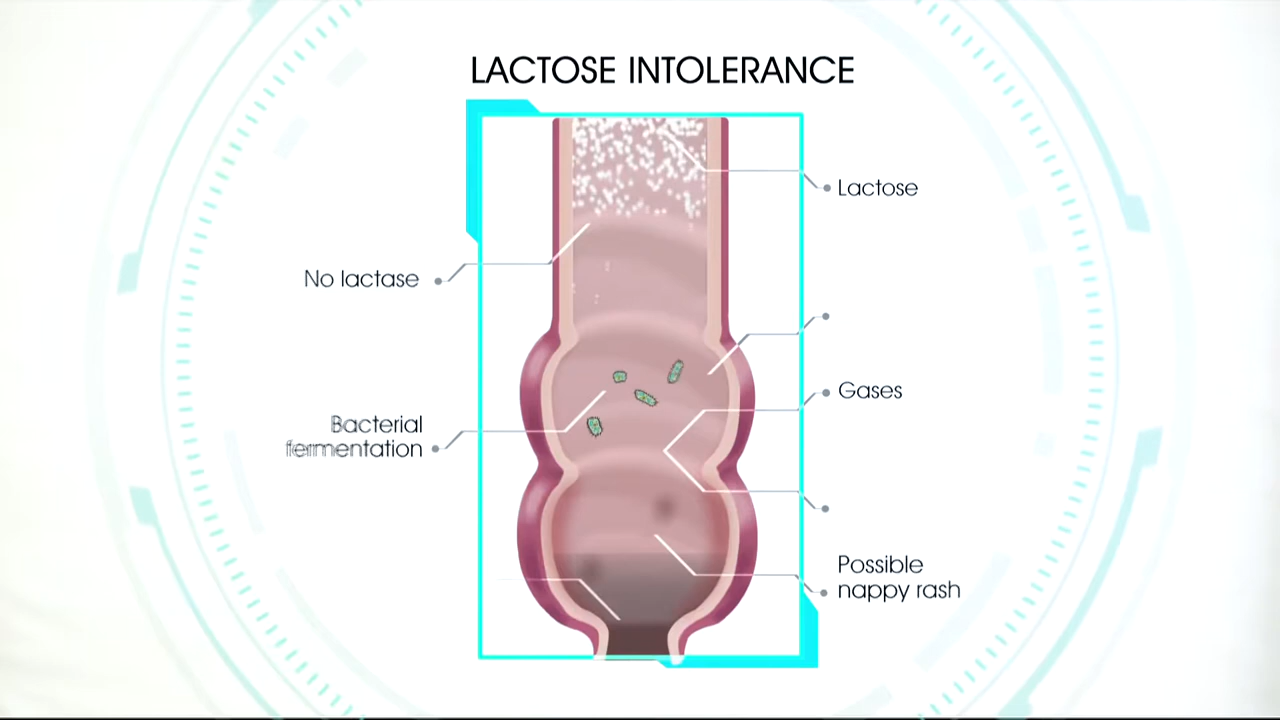 LACTOSE INTOLERANCE
Lactose
No lactase
Gases
Bacterial
fermentation
Possible
nappy rash